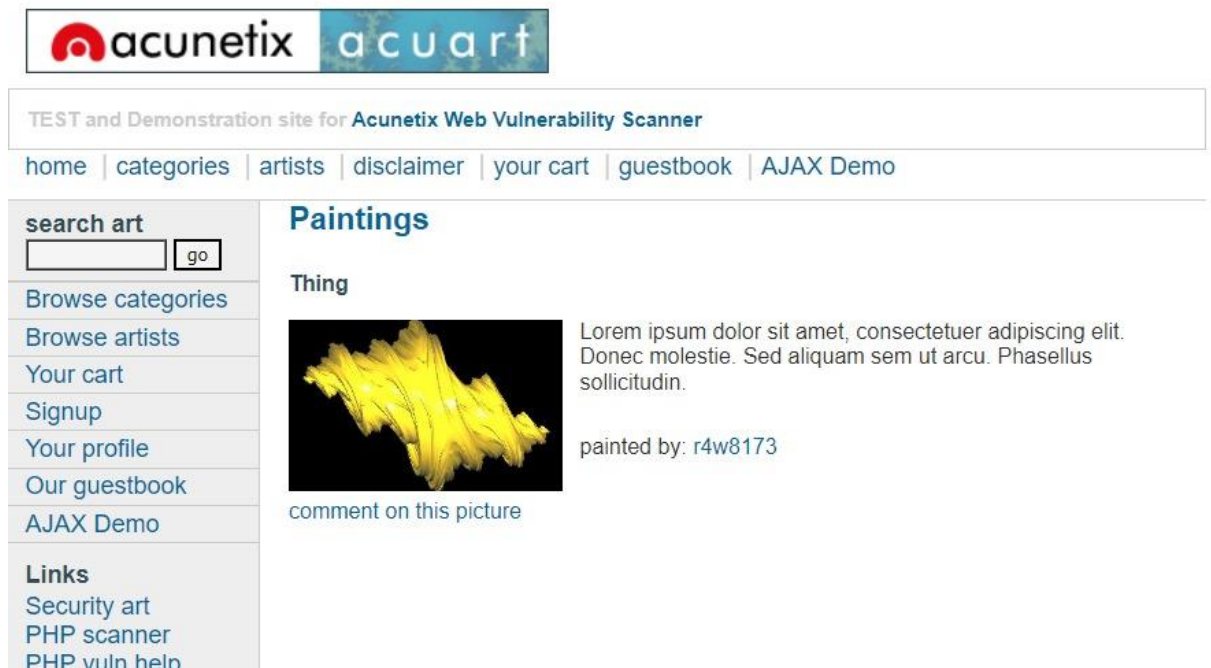 acunetix acuart
TEST and Demonstration site for Acunetix Web Vulnerability Scanner
home | categories | artists | disclaimer | your cart | guestbook | AJAX Demo
search art
go
Browse categories
Browse artists
Your cart
Signup
Your profile
Our guestbook
AJAX Demo
Links
Security art
PHP scanner
PHP vuln help
Paintings
Thing
Lorem ipsum dolor sit amet, consectetuer adipiscing elit.
Donec molestie. Sed aliquam sem ut arcu. Phasellus
sollicitudin.
painted by: r4w8173
comment on this picture